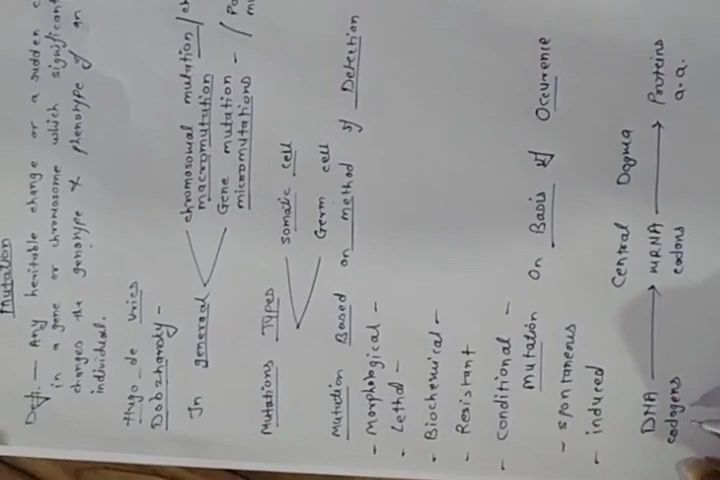 Mutation
Defi. - Any heritable change or a sudden
in a gene or chromosome which significant
changes the genotype & phenotype of an
individual.
Hugo de vries
Dobzhansky -
In general
chromosomal mutation /
macromutation
Gene mutation - /
micromutations
Mutations Types
somatic cell
Germ cell
Mutation Based on method of Detection
- Morphological -
- Lethal -
- Biochemical -
- Resistant
- Conditional -
Mutation On Basis of Occurrence
- spontaneous
- induced
Central Dogma
DNA → mRNA → Proteins
codogens codons a.a.